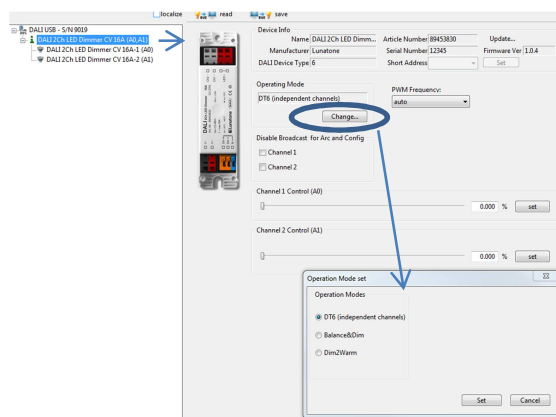 localize read save
DALI USB - S/N 9019
DALI 2Ch LED Dimmer CV 16A (A0,A1)
DALI 2Ch LED Dimmer CV 16A-1 (A0)
DALI 2Ch LED Dimmer CV 16A-2 (A1)
Device Info
Name DALI 2Ch LED Dimm... Article Number 89453830 Update...
Manufacturer Lunatone Serial Number 12345 Firmware Ver 1.0.4
DALI Device Type 6 Short Address Set
Operating Mode
DT6 (independent channels)
Change...
PWM Frequency:
auto
Disable Broadcast for Arc and Config
Channel 1
Channel 2
Channel 1 Control (A0)
0.000 % set
Channel 2 Control (A1)
0.000 % set
Operation Mode set
Operation Modes
DT6 (independent channels)
Balance&Dim
Dim2Warm
Set Cancel
DALI
Lunatone